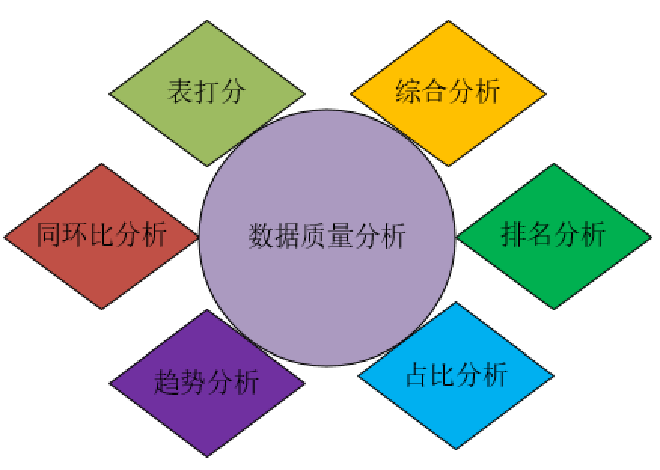 表打分
综合分析
同环比分析
数据质量分析
排名分析
趋势分析
占比分析